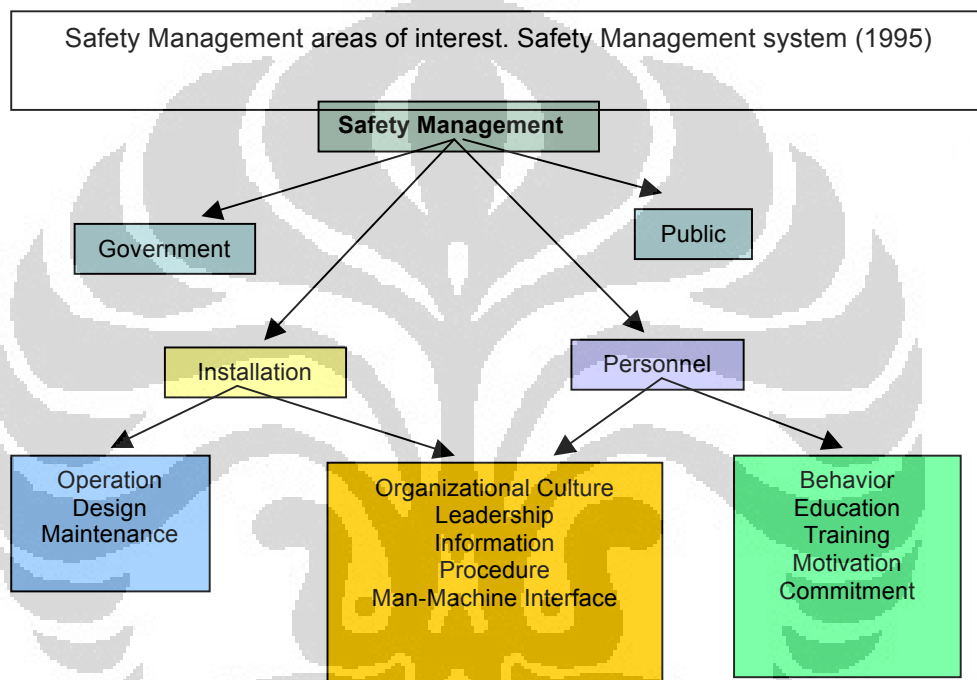 Safety Management areas of interest. Safety Management system (1995)
Safety Management
Government
Public
Installation
Personnel
Operation
Design
Maintenance
Organizational Culture
Leadership
Information
Procedure
Man-Machine Interface
Behavior
Education
Training
Motivation
Commitment